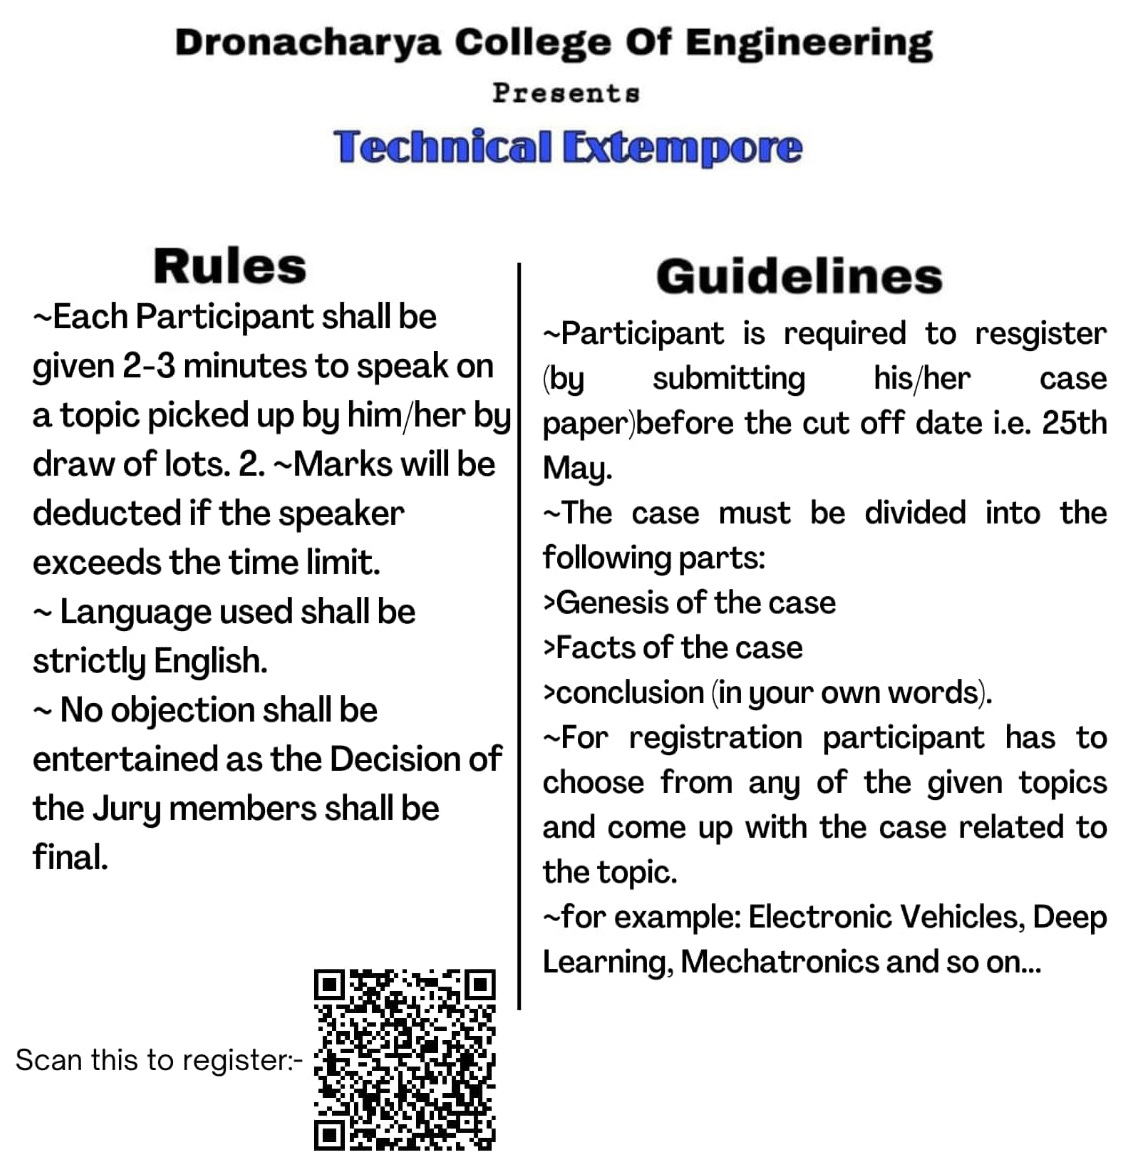 Dronacharya College Of Engineering
Presents
Technical Extempore
Rules
~Each Participant shall be
given 2-3 minutes to speak on
a topic picked up by him/her by
draw of lots. 2. ~Marks will be
deducted if the speaker
exceeds the time limit.
~ Language used shall be
strictly English.
~ No objection shall be
entertained as the Decision of
the Jury members shall be
final.
Scan this to register:-
Guidelines
~Participant is required to resgister
(by submitting his/her case
paper)before the cut off date i.e. 25th
May.
~The case must be divided into the
following parts:
>Genesis of the case
>Facts of the case
>conclusion (in your own words).
~For registration participant has to
choose from any of the given topics
and come up with the case related to
the topic.
~for example: Electronic Vehicles, Deep
Learning, Mechatronics and so on...